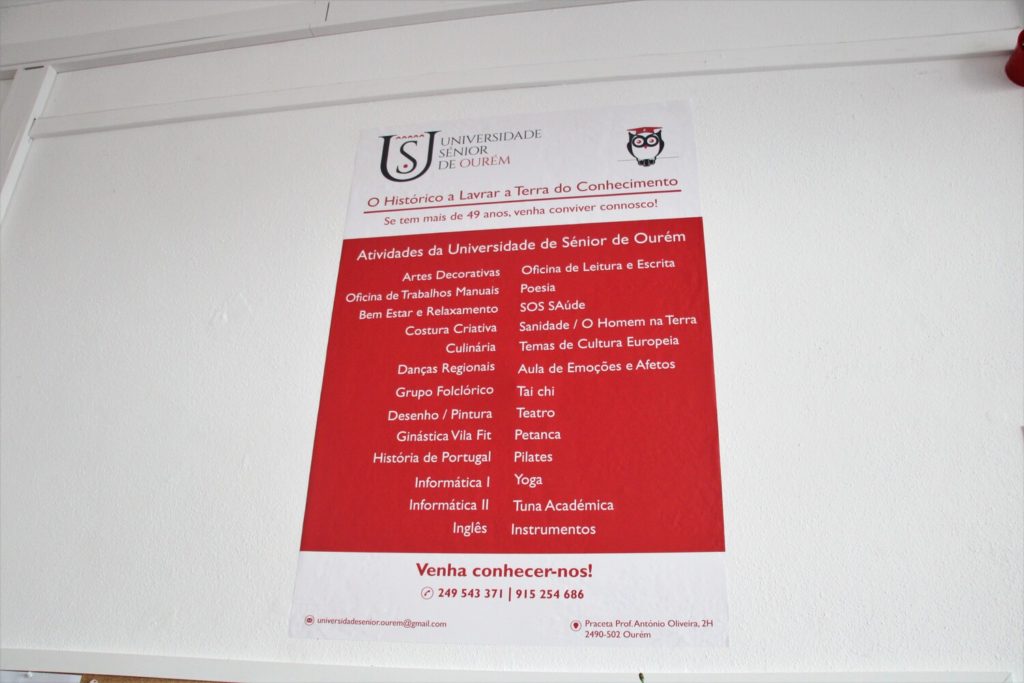 USU UNIVERSIDADE
SÉNIOR
DE OURÉM
O Histórico a Lavrar a Terra do Conhecimento
Se tem mais de 49 anos, venha conviver connosco!
Atividades da Universidade de Sénior de Ourém
Artes Decorativas
Oficina de Trabalhos Manuais
Bem Estar e Relaxamento
Costura Criativa
Culinária
Danças Regionais
Grupo Folclórico
Desenho / Pintura
Ginástica Vila Fit
História de Portugal
Informática I
Informática II
Inglês
Oficina de Leitura e Escrita
Poesia
SOS SAúde
Sanidade / O Homem na Terra
Temas de Cultura Europeia
Aula de Emoções e Afetos
Tai chi
Teatro
Petanca
Pilates
Yoga
Tuna Académica
Instrumentos
Venha conhecer-nos!
249 543 371 | 915 254 686
universidadesenior.ourem@gmail.com
Praceta Prof. António Oliveira, 2H
2490-502 Ourém